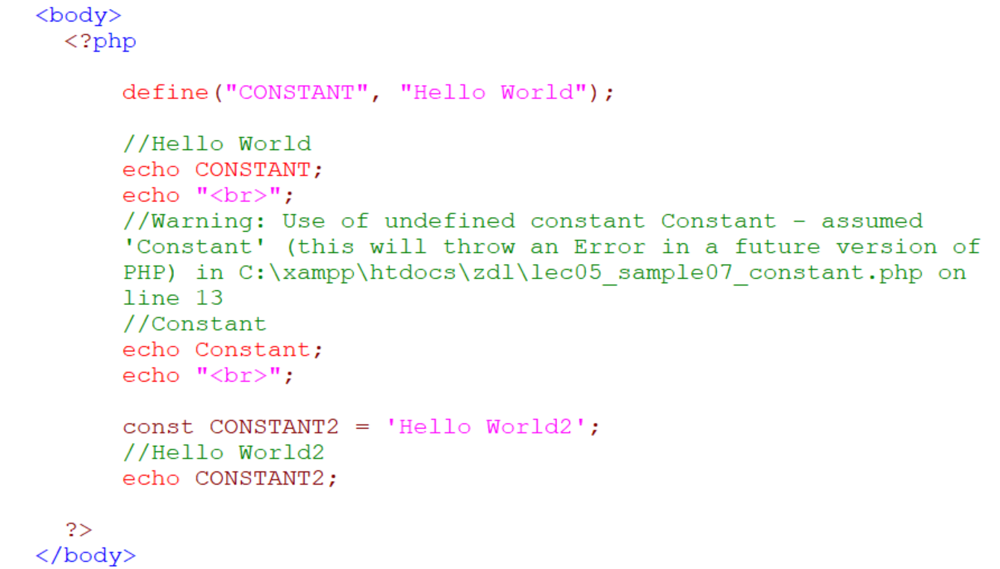 <body>
<?php
define("CONSTANT", "Hello World");
//Hello World
echo CONSTANT;
echo "<br>";
//Warning: Use of undefined constant Constant – assumed
'Constant' (this will throw an Error in a future version of
PHP) in C:\xampp\htdocs\zdl\lec05_sample07_constant.php on
line 13
//Constant
echo Constant;
echo "<br>";
const CONSTANT2 = 'Hello World2';
//Hello World2
echo CONSTANT2;
?>
</body>